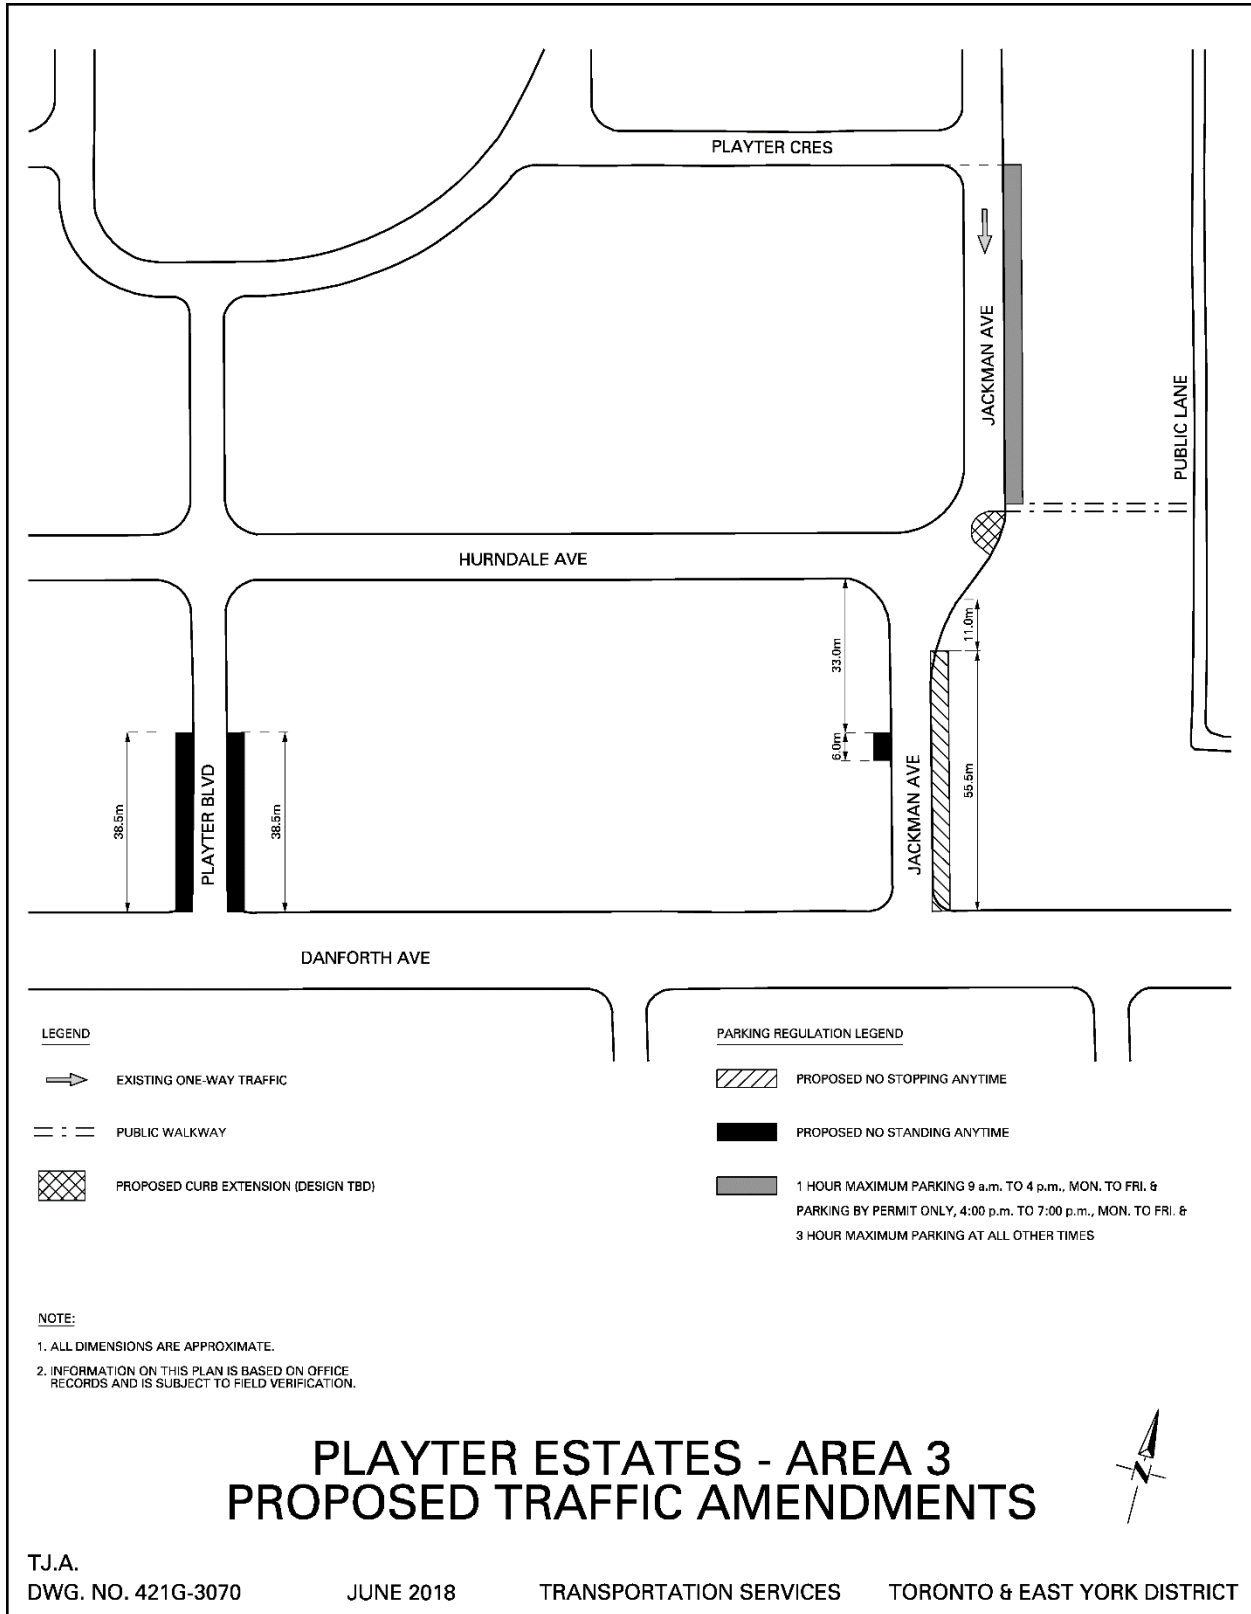 PLAYTER CRES
JACKMAN AVE
PUBLIC LANE
HURNDALE AVE
11.0m
33.0m
6.0m
55.5m
38.5m
PLAYTER BLVD
38.5m
JACKMAN AVE
DANFORTH AVE
LEGEND
EXISTING ONE-WAY TRAFFIC
PUBLIC WALKWAY
PROPOSED CURB EXTENSION (DESIGN TBD)
PARKING REGULATION LEGEND
PROPOSED NO STOPPING ANYTIME
PROPOSED NO STANDING ANYTIME
1 HOUR MAXIMUM PARKING 9 a.m. TO 4 p.m., MON. TO FRI. &
PARKING BY PERMIT ONLY, 4:00 p.m. TO 7:00 p.m., MON. TO FRI. &
3 HOUR MAXIMUM PARKING AT ALL OTHER TIMES
NOTE:
1. ALL DIMENSIONS ARE APPROXIMATE.
2. INFORMATION ON THIS PLAN IS BASED ON OFFICE
RECORDS AND IS SUBJECT TO FIELD VERIFICATION.
PLAYTER ESTATES - AREA 3
PROPOSED TRAFFIC AMENDMENTS
N
TJ.A.
DWG. NO. 421G-3070 JUNE 2018 TRANSPORTATION SERVICES TORONTO & EAST YORK DISTRICT